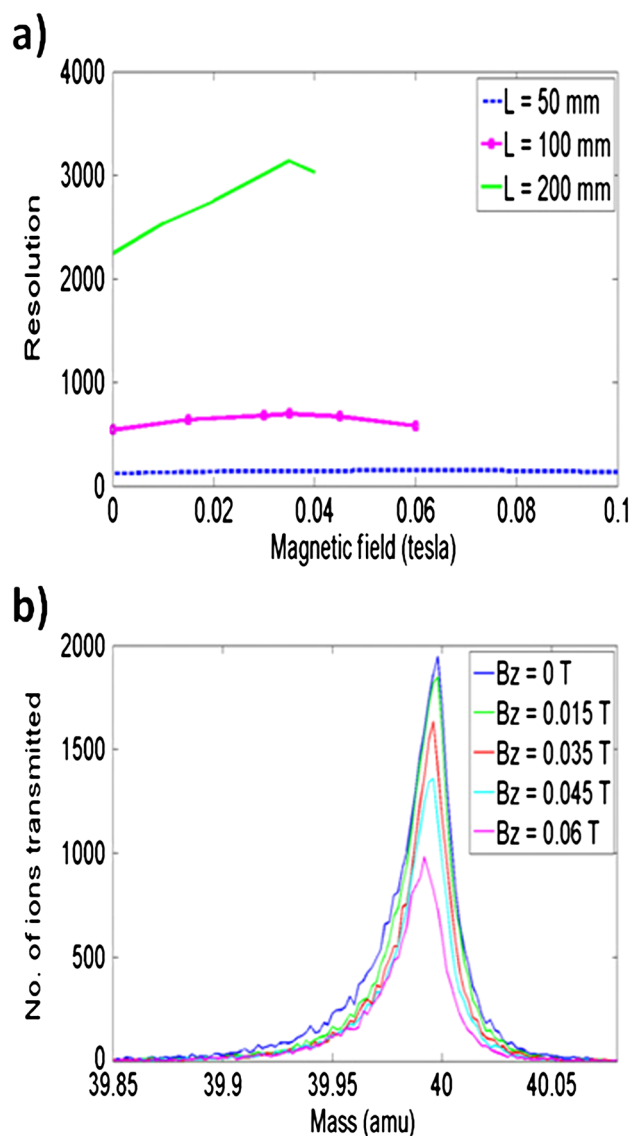 a)
4000
3000
2000
1000
0
Resolution
L = 50 mm
L = 100 mm
L = 200 mm
0 0.02 0.04 0.06 0.08 0.1
Magnetic field (tesla)
b)
2000
1500
1000
500
0
No. of ions transmitted
Bz = 0 T
Bz = 0.015 T
Bz = 0.035 T
Bz = 0.045 T
Bz = 0.06 T
39.85 39.9 39.95 40 40.05
Mass (amu)